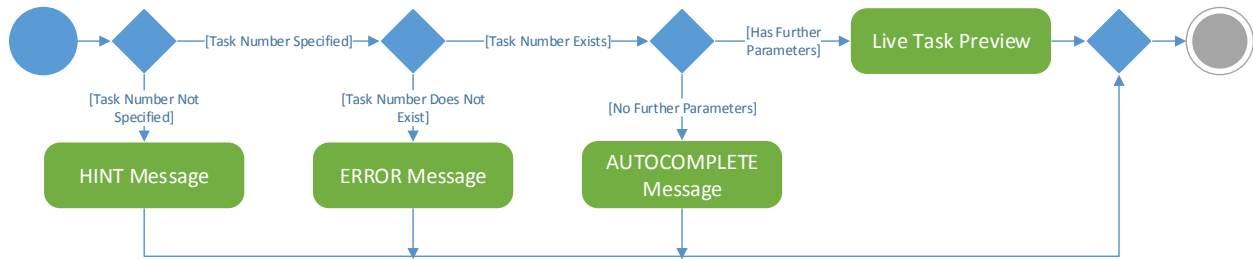 [Task Number Specified]
[Task Number Exists]
[Has Further
Parameters]
Live Task Preview
[Task Number Not
Specified]
[Task Number Does Not
Exist]
[No Further Parameters]
HINT Message
ERROR Message
AUTOCOMPLETE
Message